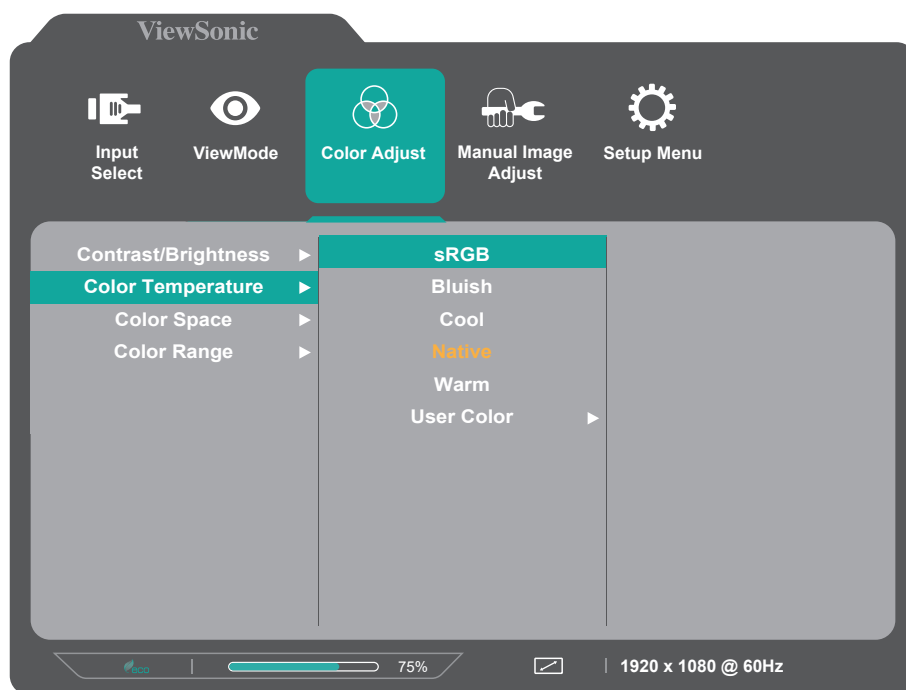 ViewSonic
Input Select
ViewMode
Color Adjust
Manual Image Adjust
Setup Menu
Contrast/Brightness
sRGB
Color Temperature
Bluish
Color Space
Cool
Color Range
Native
Warm
User Color
eco
75%
1920 x 1080 @ 60Hz